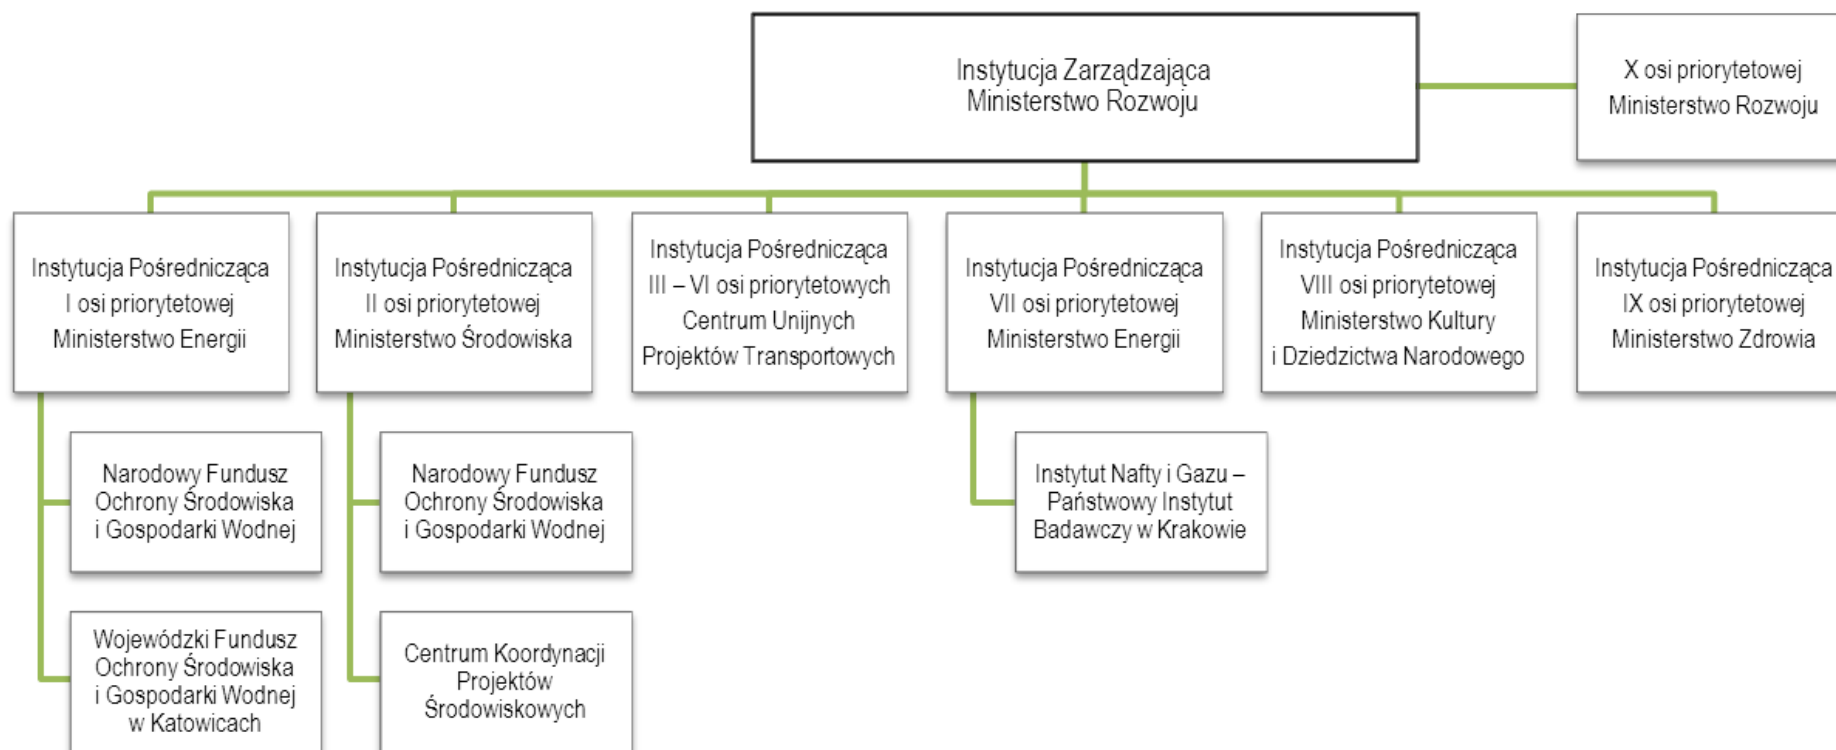 Instytucja Zarządzająca
Ministerstwo Rozwoju
X osi priorytetowej
Ministerstwo Rozwoju
Instytucja Pośrednicząca
I osi priorytetowej
Ministerstwo Energii
Instytucja Pośrednicząca
II osi priorytetowej
Ministerstwo Środowiska
Instytucja Pośrednicząca
III – VI osi priorytetowych
Centrum Unijnych
Projektów Transportowych
Instytucja Pośrednicząca
VII osi priorytetowej
Ministerstwo Energii
Instytucja Pośrednicząca
VIII osi priorytetowej
Ministerstwo Kultury
i Dziedzictwa Narodowego
Instytucja Pośrednicząca
IX osi priorytetowej
Ministerstwo Zdrowia
Narodowy Fundusz
Ochrony Środowiska
i Gospodarki Wodnej
Narodowy Fundusz
Ochrony Środowiska
i Gospodarki Wodnej
Instytut Nafty i Gazu –
Państwowy Instytut
Badawczy w Krakowie
Wojewódzki Fundusz
Ochrony Środowiska
i Gospodarki Wodnej
w Katowicach
Centrum Koordynacji
Projektów
Środowiskowych